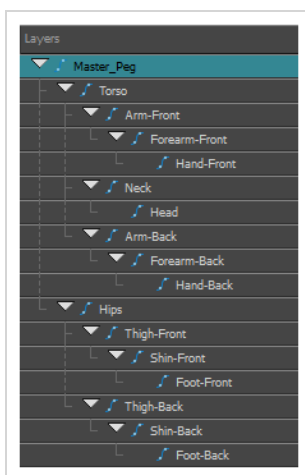 Layers
Master_Peg
Torso
Arm-Front
Forearm-Front
Hand-Front
Neck
Head
Arm-Back
Forearm-Back
Hand-Back
Hips
Thigh-Front
Shin-Front
Foot-Front
Thigh-Back
Shin-Back
Foot-Back